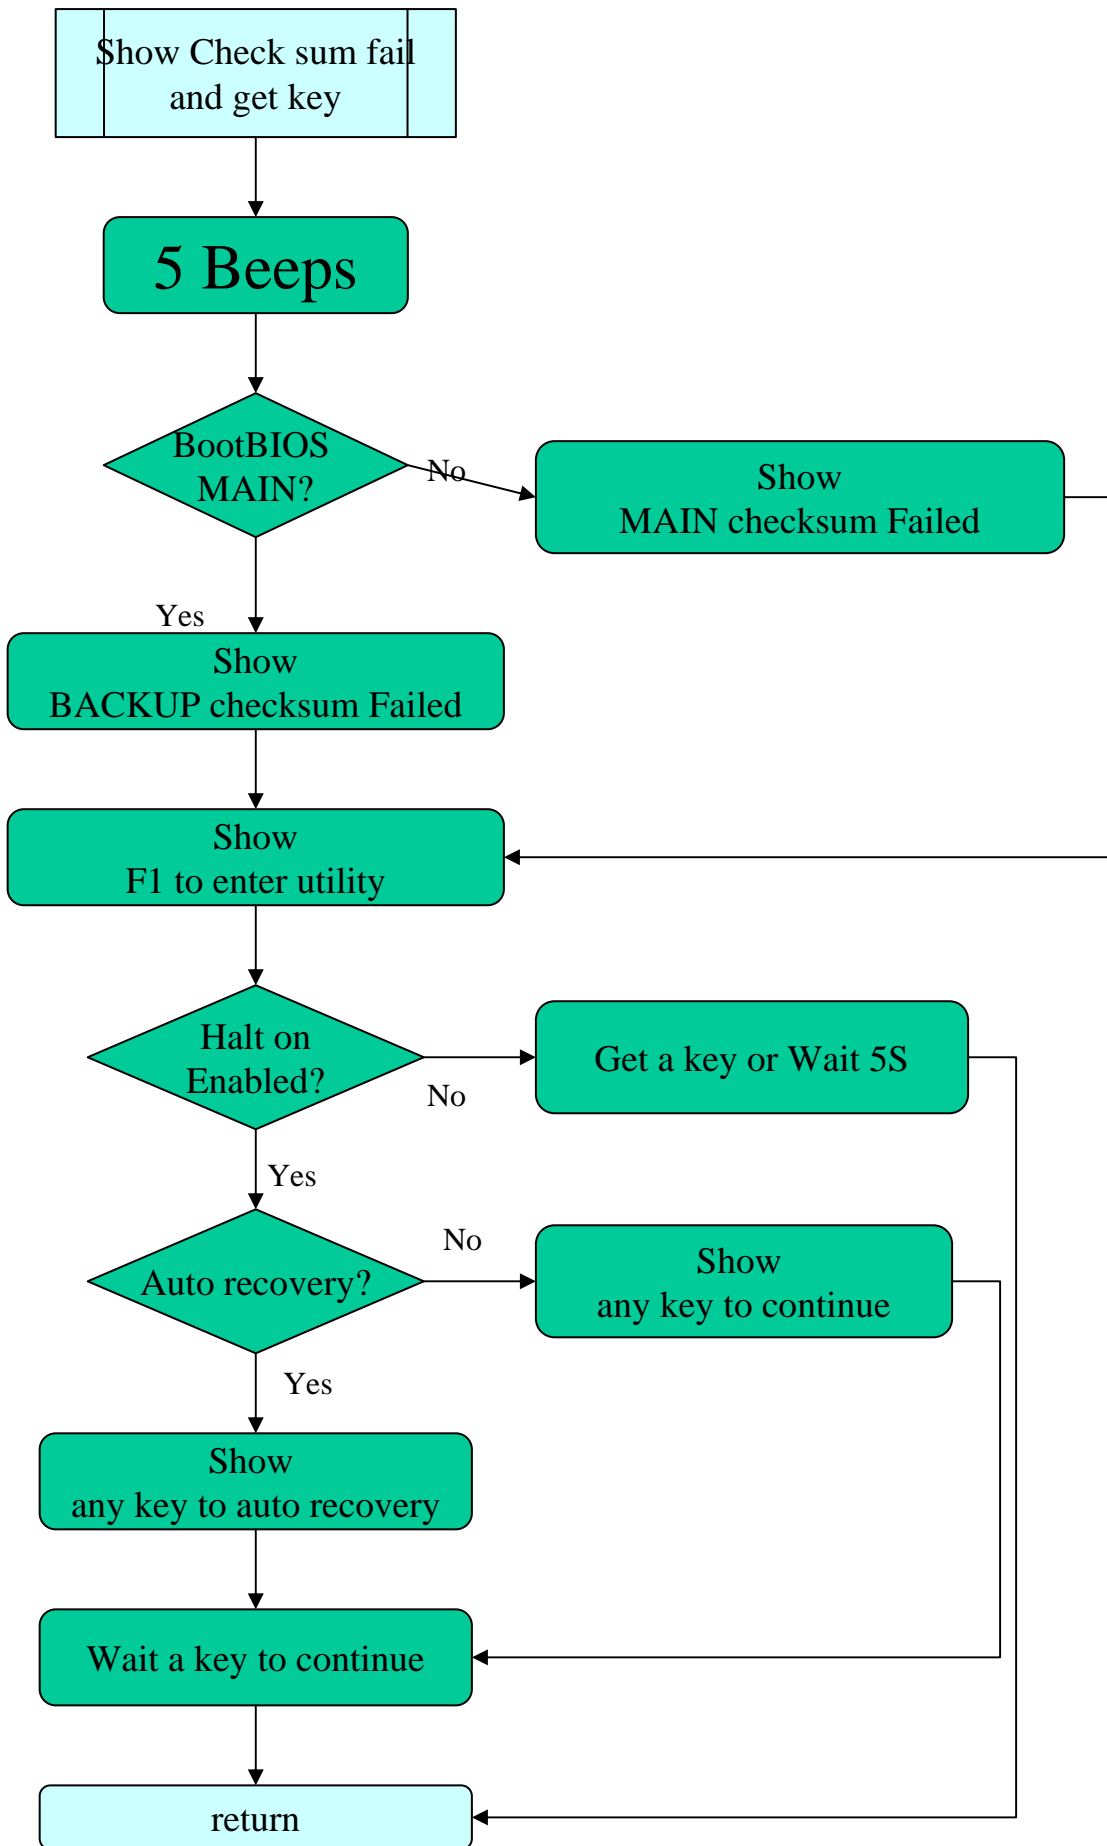 Show Check sum fail
and get key
5 Beeps
BootBIOS
MAIN?
No
Show
MAIN checksum Failed
Yes
Show
BACKUP checksum Failed
Show
F1 to enter utility
Halt on
Enabled?
No
Get a key or Wait 5S
Yes
Auto recovery?
No
Show
any key to continue
Yes
Show
any key to auto recovery
Wait a key to continue
return